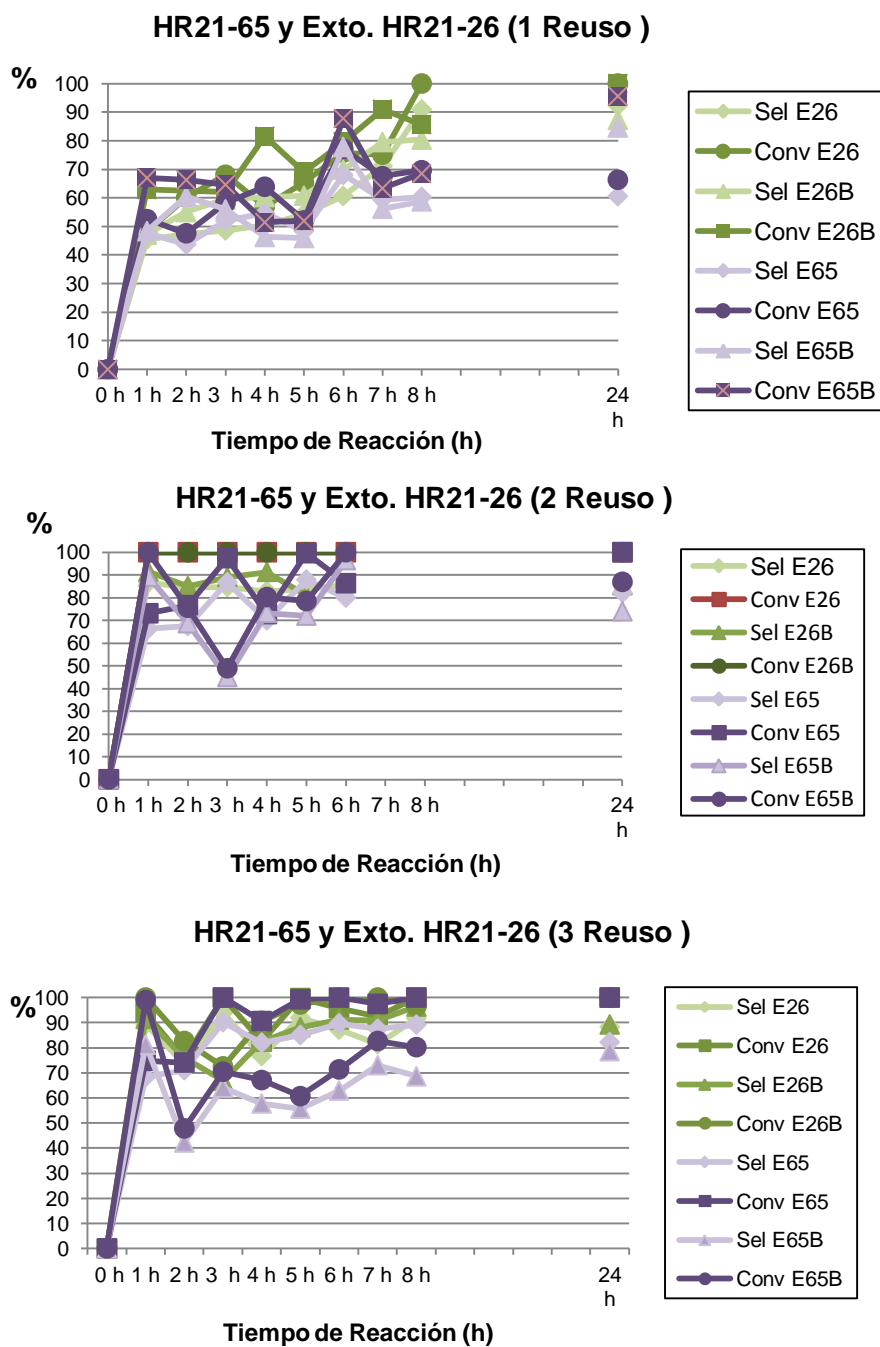 HR21-65 y Exto. HR21-26 (1 Reuso )
%
100
90
80
70
60
50
40
30
20
10
0
0 h 1 h 2 h 3 h 4 h 5 h 6 h 7 h 8 h 24 h
Tiempo de Reacción (h)
Sel E26
Conv E26
Sel E26B
Conv E26B
Sel E65
Conv E65
Sel E65B
Conv E65B
HR21-65 y Exto. HR21-26 (2 Reuso )
%
100
90
80
70
60
50
40
30
20
10
0
0 h 1 h 2 h 3 h 4 h 5 h 6 h 7 h 8 h 24 h
Tiempo de Reacción (h)
Sel E26
Conv E26
Sel E26B
Conv E26B
Sel E65
Conv E65
Sel E65B
Conv E65B
HR21-65 y Exto. HR21-26 (3 Reuso )
%
100
90
80
70
60
50
40
30
20
10
0
0 h 1 h 2 h 3 h 4 h 5 h 6 h 7 h 8 h 24 h
Tiempo de Reacción (h)
Sel E26
Conv E26
Sel E26B
Conv E26B
Sel E65
Conv E65
Sel E65B
Conv E65B